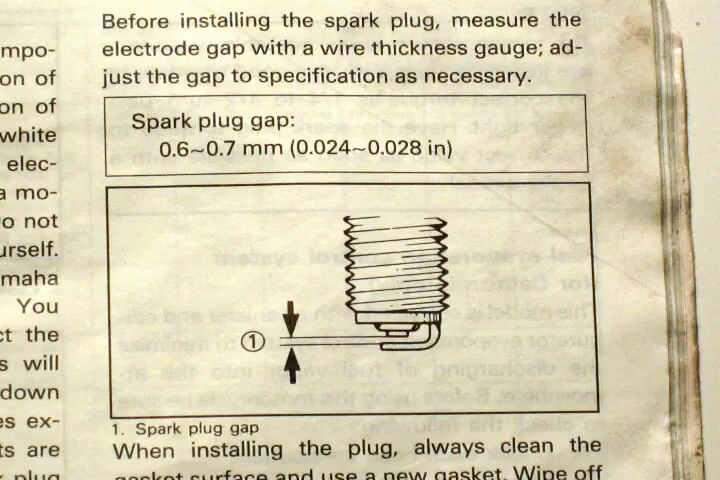 mpo-
on of
on of
white
elec-
a mo-
o not
urself,
maha
You
ct the
s will
down
es ex-
ts are
plug
Before installing the spark plug, measure the
electrode gap with a wire thickness gauge; ad-
just the gap to specification as necessary.
Spark plug gap:
0.6~0.7 mm (0.024~0.028 in)
①
1. Spark plug gap
When installing the plug, always clean the
gasket surface and use a new gasket. Wipe off